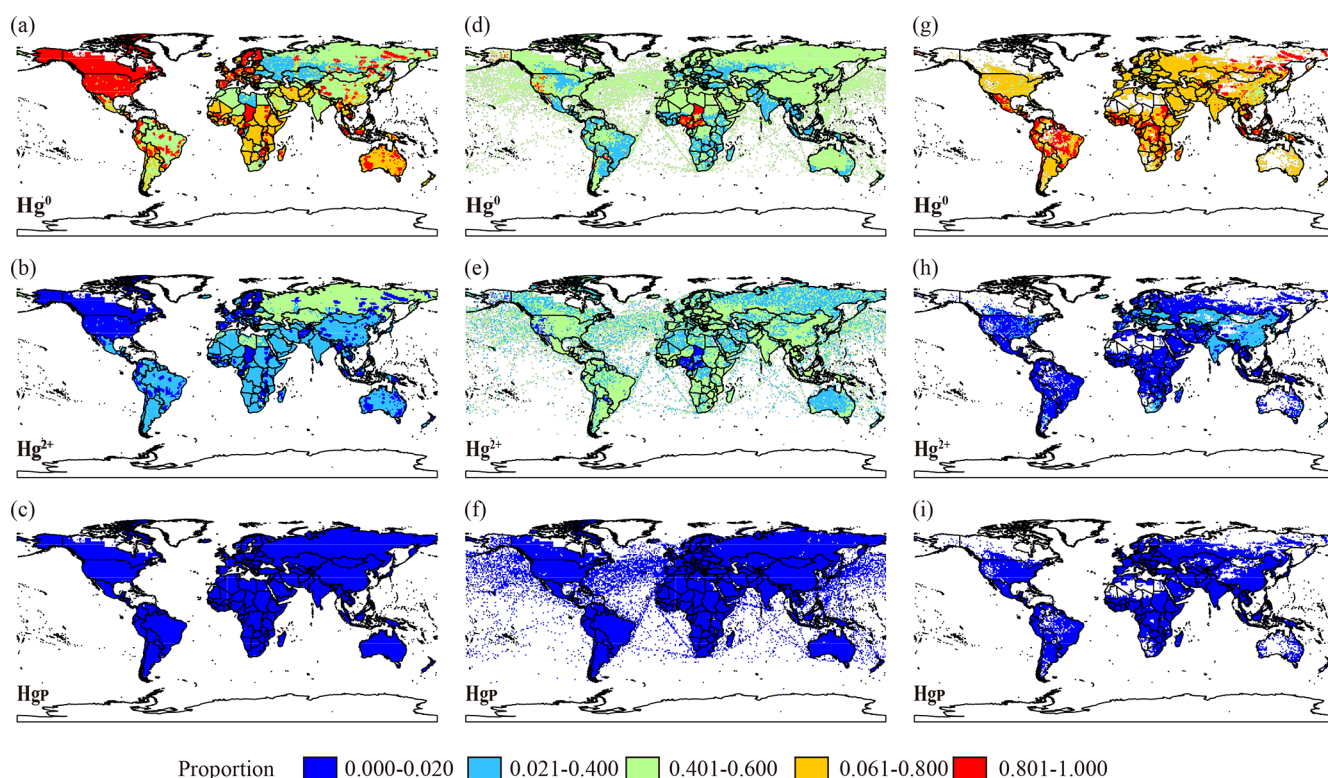 (a) (d) (g)
Hg⁰ Hg⁰ Hg⁰
(b) (e) (h)
Hg²⁺ Hg²⁺ Hg²⁺
(c) (f) (i)
HgP HgP HgP
Proportion 0.000-0.020 0.021-0.400 0.401-0.600 0.061-0.800 0.801-1.000